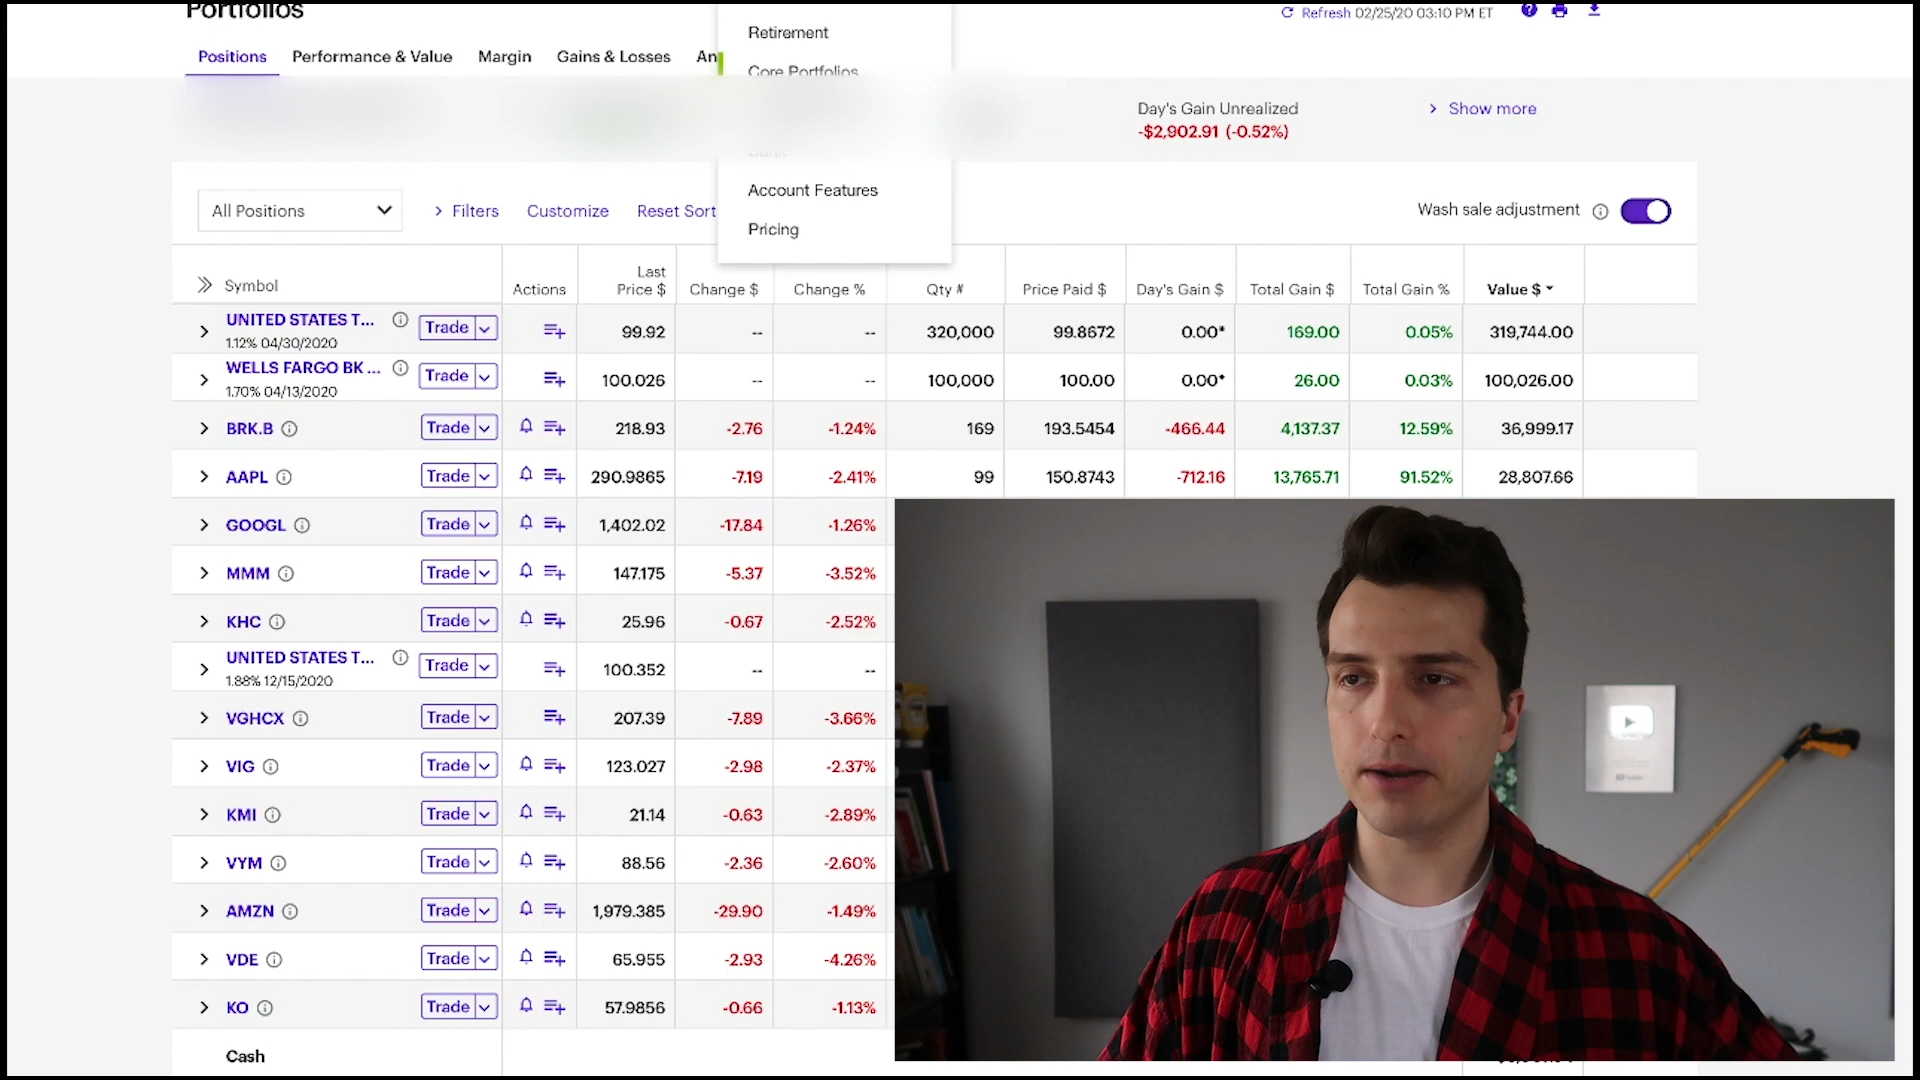 Portfolios
Refresh 02/25/20 03:10 PM ET
Retirement
Positions Performance & Value Margin Gains & Losses An
Core Portfolios
Day's Gain Unrealized
Show more
-$2,902.91 (-0.52%)
Bank
Account Features
All Positions Filters Customize Reset Sort
Wash sale adjustment
Pricing
Symbol Actions Last Price $ Change $ Change % Qty # Price Paid $ Day's Gain $ Total Gain $ Total Gain % Value $
UNITED STATES T... Trade 99.92 -- -- 320,000 99.8672 0.00* 169.00 0.05% 319,744.00
1.12% 04/30/2020
WELLS FARGO BK ... Trade 100.026 -- -- 100,000 100.00 0.00* 26.00 0.03% 100,026.00
1.70% 04/13/2020
BRK.B Trade 218.93 -2.76 -1.24% 169 193.5454 -466.44 4,137.37 12.59% 36,999.17
AAPL Trade 290.9865 -7.19 -2.41% 99 150.8743 -712.16 13,765.71 91.52% 28,807.66
GOOGL Trade 1,402.02 -17.84 -1.26%
MMM Trade 147.175 -5.37 -3.52%
KHC Trade 25.96 -0.67 -2.52%
UNITED STATES T... Trade 100.352 -- --
1.88% 12/15/2020
VGHCX Trade 207.39 -7.89 -3.66%
VIG Trade 123.027 -2.98 -2.37%
KMI Trade 21.14 -0.63 -2.89%
VYM Trade 88.56 -2.36 -2.60%
AMZN Trade 1,979.385 -29.90 -1.49%
VDE Trade 65.955 -2.93 -4.26%
KO Trade 57.9856 -0.66 -1.13%
Cash